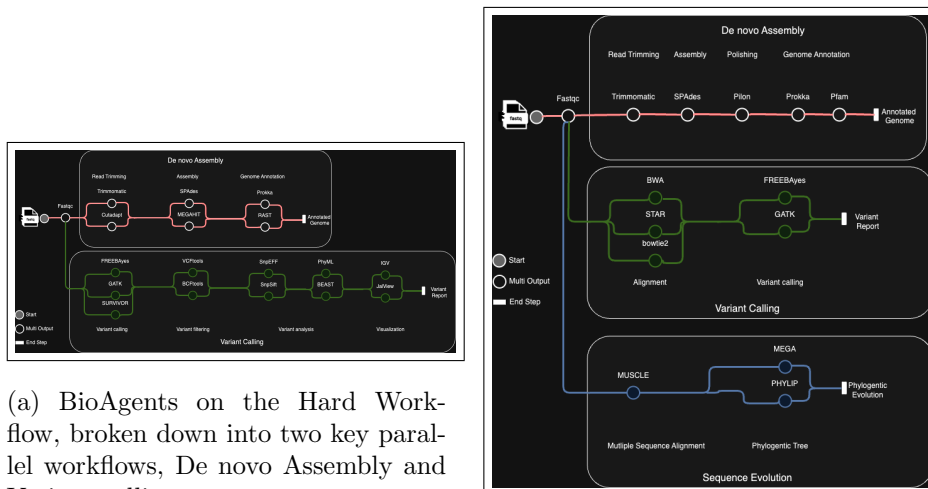 De novo Assembly
Read Trimming Assembly Genome Annotation
Trimmomatic SPAdes Prokka
Fastqc
Cutadapt MEGAHIT RAST
Annotated
Genome
FREEBAyes VCFtools SnpEFF PhyML IGV
GATK BCFtools SnpSift BEAST JalView
SURVIVOR
Variant
Report
Variant calling Variant filtering Variant analysis Visualization
Variant Calling
Start
Multi Output
End Step
(a) BioAgents on the Hard Work-
flow, broken down into two key paral-
lel workflows, De novo Assembly and
De novo Assembly
Read Trimming Assembly Polishing Genome Annotation
Fastqc Trimmomatic SPAdes Pilon Prokka Pfam
fastq
Annotated
Genome
BWA FREEBAyes
STAR GATK
bowtie2
Variant
Report
Alignment Variant calling
Variant Calling
Start
Multi Output
End Step
MEGA
MUSCLE PHYLIP
Phylogentic
Evolution
Mutliple Sequence Alignment Phylogentic Tree
Sequence Evolution